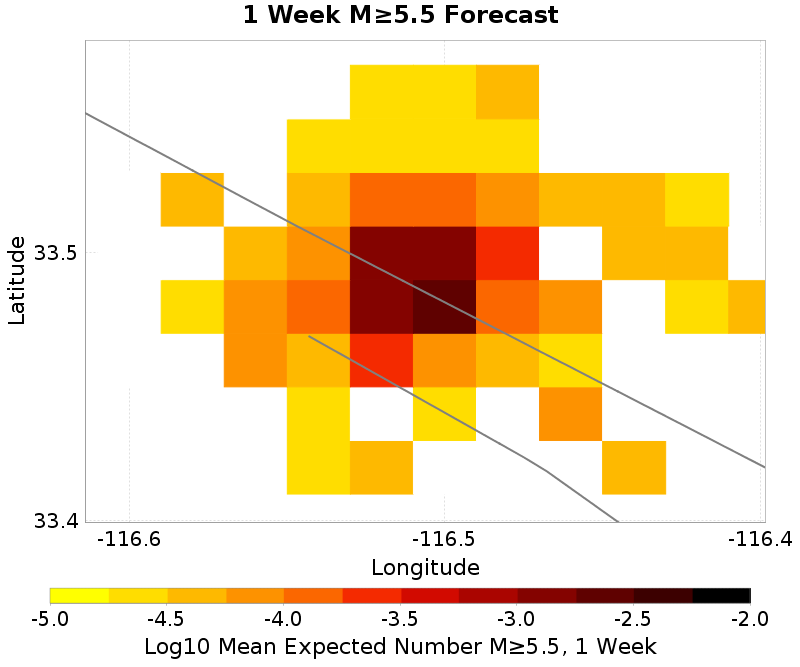 1 Week M≥5.5 Forecast
Latitude
33.5
33.4
-116.6 -116.5 -116.4
Longitude
-5.0 -4.5 -4.0 -3.5 -3.0 -2.5 -2.0
Log10 Mean Expected Number M≥5.5, 1 Week